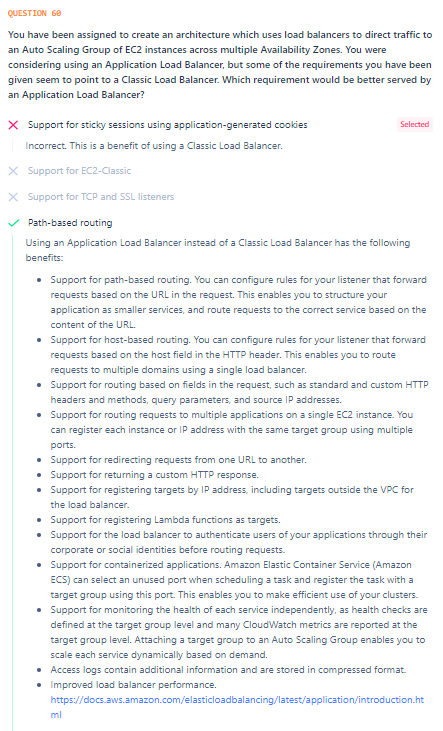 QUESTION 60
You have been assigned to create an architecture which uses load balancers to direct traffic to
an Auto Scaling Group of EC2 instances across multiple Availability Zones. You were
considering using an Application Load Balancer, but some of the requirements you have been
given seem to point to a Classic Load Balancer. Which requirement would be better served by
an Application Load Balancer?
Support for sticky sessions using application-generated cookies
Selected
Incorrect. This is a benefit of using a Classic Load Balancer.
Support for EC2-Classic
Support for TCP and SSL listeners
Path-based routing
Using an Application Load Balancer instead of a Classic Load Balancer has the following
benefits:
• Support for path-based routing. You can configure rules for your listener that forward
requests based on the URL in the request. This enables you to structure your
application as smaller services, and route requests to the correct service based on the
content of the URL.
• Support for host-based routing. You can configure rules for your listener that forward
requests based on the host field in the HTTP header. This enables you to route
requests to multiple domains using a single load balancer.
• Support for routing based on fields in the request, such as standard and custom HTTP
headers and methods, query parameters, and source IP addresses.
• Support for routing requests to multiple applications on a single EC2 instance. You
can register each instance or IP address with the same target group using multiple
ports.
• Support for redirecting requests from one URL to another.
• Support for returning a custom HTTP response.
• Support for registering targets by IP address, including targets outside the VPC for
the load balancer.
• Support for registering Lambda functions as targets.
• Support for the load balancer to authenticate users of your applications through their
corporate or social identities before routing requests.
• Support for containerized applications. Amazon Elastic Container Service (Amazon
ECS) can select an unused port when scheduling a task and register the task with a
target group using this port. This enables you to make efficient use of your clusters.
• Support for monitoring the health of each service independently, as health checks are
defined at the target group level and many CloudWatch metrics are reported at the
target group level. Attaching a target group to an Auto Scaling Group enables you to
scale each service dynamically based on demand.
• Access logs contain additional information and are stored in compressed format.
• Improved load balancer performance.
https://docs.aws.amazon.com/elasticloadbalancing/latest/application/introduction.ht
ml